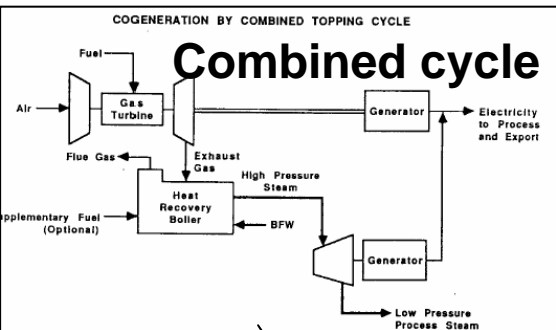 COGENERATION BY COMBINED TOPPING CYCLE
Combined cycle
Fuel
Air
Gas
Turbine
Generator
Electricity
to Process
and Export
Flue Gas
Exhaust
Gas
High Pressure
Steam
Heat
Recovery
Boiler
upplementary Fuel
(Optional)
BFW
Generator
Low Pressure
Process Steam